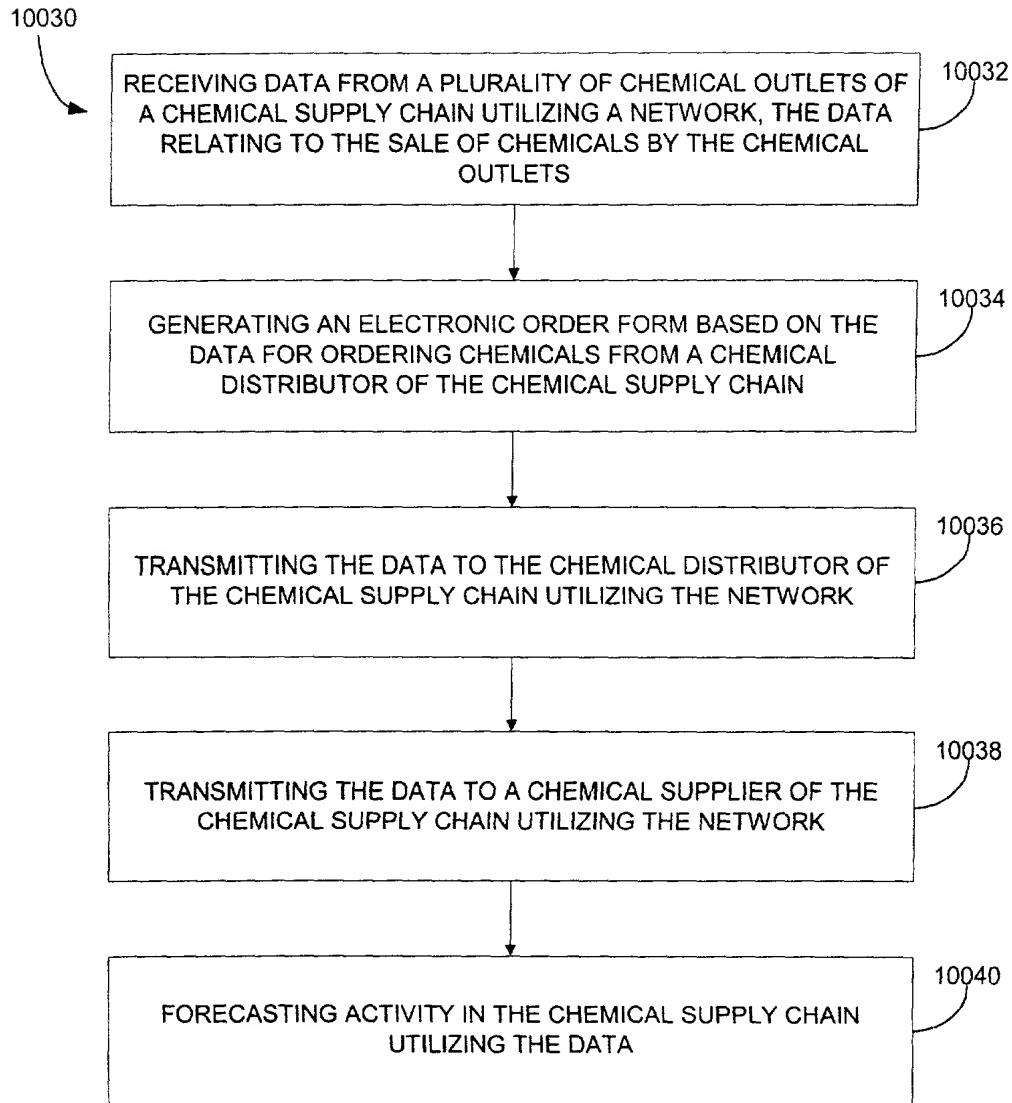 10030
RECEIVING DATA FROM A PLURALITY OF CHEMICAL OUTLETS OF
A CHEMICAL SUPPLY CHAIN UTILIZING A NETWORK, THE DATA
RELATING TO THE SALE OF CHEMICALS BY THE CHEMICAL
OUTLETS
10032
GENERATING AN ELECTRONIC ORDER FORM BASED ON THE
DATA FOR ORDERING CHEMICALS FROM A CHEMICAL
DISTRIBUTOR OF THE CHEMICAL SUPPLY CHAIN
10034
TRANSMITTING THE DATA TO THE CHEMICAL DISTRIBUTOR OF
THE CHEMICAL SUPPLY CHAIN UTILIZING THE NETWORK
10036
TRANSMITTING THE DATA TO A CHEMICAL SUPPLIER OF THE
CHEMICAL SUPPLY CHAIN UTILIZING THE NETWORK
10038
FORECASTING ACTIVITY IN THE CHEMICAL SUPPLY CHAIN
UTILIZING THE DATA
10040